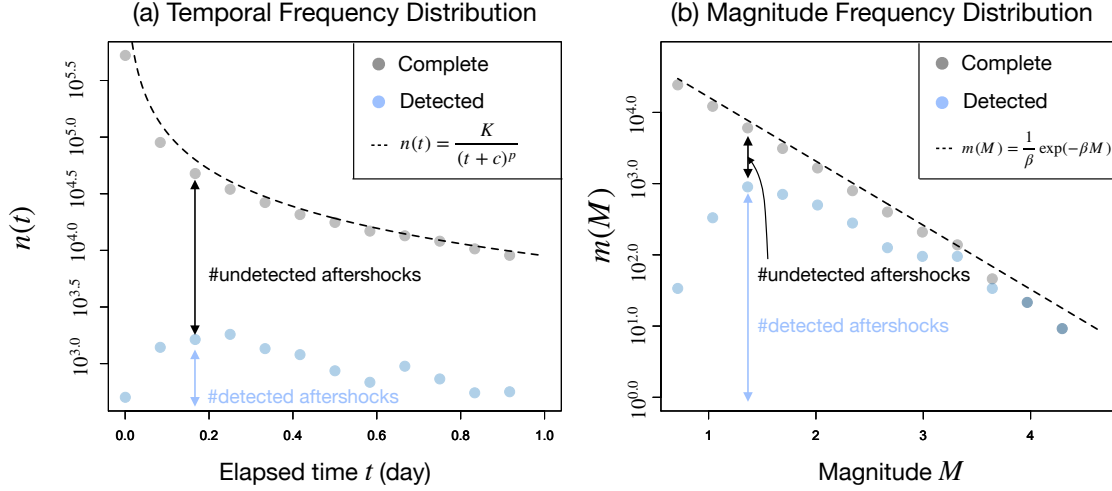 (a) Temporal Frequency Distribution
n(t)
10^5.5
10^5.0
10^4.5
10^4.0
10^3.5
10^3.0
Complete
Detected
n(t) = K / (t + c)^p
#undetected aftershocks
#detected aftershocks
0.0 0.2 0.4 0.6 0.8 1.0
Elapsed time t (day)
(b) Magnitude Frequency Distribution
m(M)
10^4.0
10^3.0
10^2.0
10^1.0
10^0.0
Complete
Detected
m(M) = 1/β exp(−βM)
#undetected aftershocks
#detected aftershocks
1 2 3 4
Magnitude M